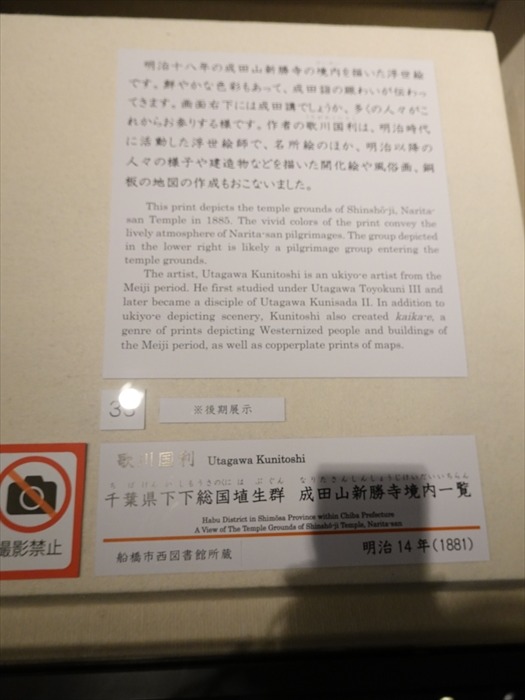 明治十八年の成田山新勝寺の境内を描いた浮世絵
です。鮮やかな色彩もあって、成田詣の賑わいが伝わっ
てきます。画面右下には成田講でしょうか、多くの人々がこ
れからお参りする様です。作者の歌川国利は、明治時代
に活動した浮世絵師で、名所絵のほか、明治以降の
人々の様子や建造物などを描いた開化絵や風俗画、銅
板の地図の作成もおこないました。
This print depicts the temple grounds of Shinshō-ji, Narita-
san Temple in 1885. The vivid colors of the print convey the
lively atmosphere of Narita-san pilgrimages. The group depicted
in the lower right is likely a pilgrimage group entering the
temple grounds.
The artist, Utagawa Kunitoshi is an ukiyo-e artist from the
Meiji period. He first studied under Utagawa Toyokuni III and
later became a disciple of Utagawa Kunisada II. In addition to
ukiyo-e depicting scenery, Kunitoshi also created kaika-e, a
genre of prints depicting Westernized people and buildings of
the Meiji period, as well as copperplate prints of maps.
※後期展示
歌川国利 Utagawa Kunitoshi
千葉県下下総国埴生群 成田山新勝寺境内一覧
Habu District in Shimōsa Province within Chiba Prefecture
A View of The Temple Grounds of Shinshō-ji Temple, Narita-san
船橋市西図書館所蔵
明治14年(1881)
撮影禁止